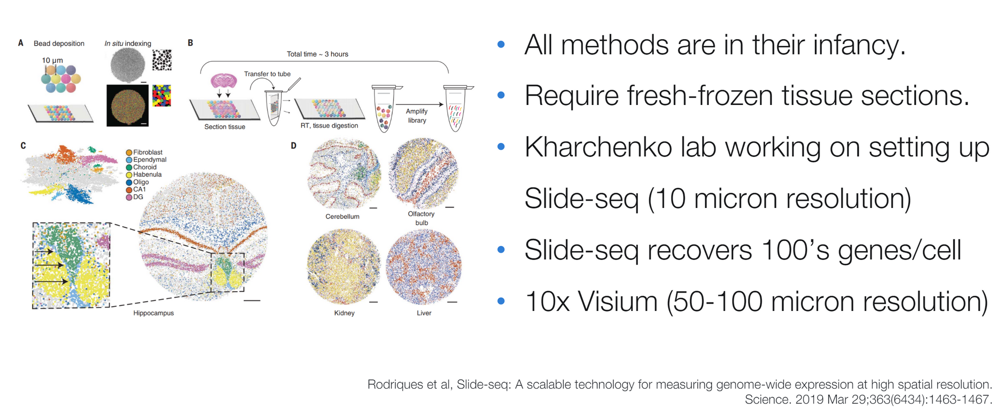 A
Bead deposition
In situ indexing
10 μm
B
Total time ~ 3 hours
Transfer to tube
Section tissue
RT, tissue digestion
Amplify
library
C
Fibroblast
Ependymal
Choroid
Habenula
Oligo
CA1
DG
Hippocampus
D
Cerebellum
Olfactory
bulb
Kidney
Liver
• All methods are in their infancy.
• Require fresh-frozen tissue sections.
• Kharchenko lab working on setting up
Slide-seq (10 micron resolution)
• Slide-seq recovers 100’s genes/cell
• 10x Visium (50-100 micron resolution)
Rodriques et al, Slide-seq: A scalable technology for measuring genome-wide expression at high spatial resolution.
Science. 2019 Mar 29;363(6434):1463-1467.